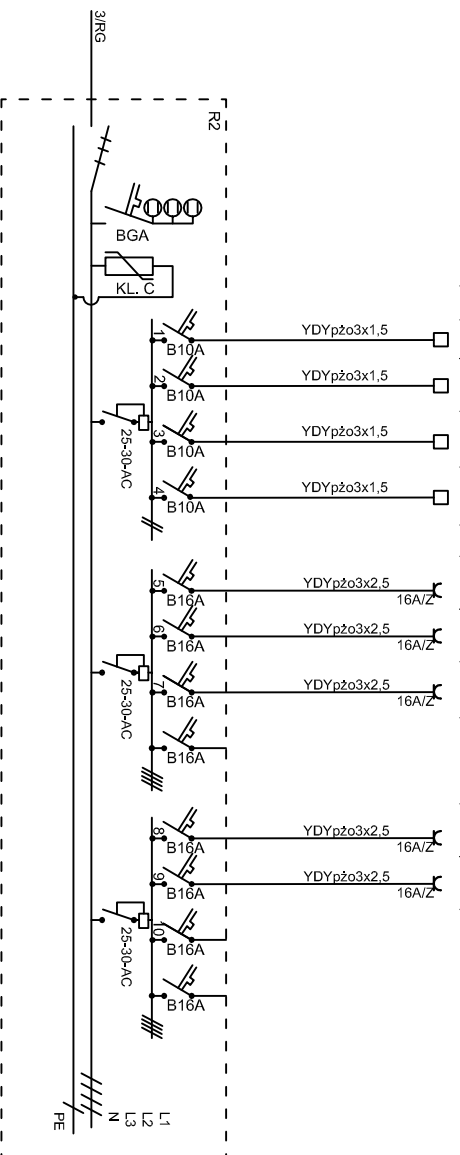 3/RG
R2
BGA
KL. C
1
B10A
YDYpżo3x1,5
2
B10A
YDYpżo3x1,5
3
B10A
YDYpżo3x1,5
25-30-AC
4
B10A
YDYpżo3x1,5
5
B16A
YDYpżo3x2,5
16A/Z
6
B16A
YDYpżo3x2,5
16A/Z
7
B16A
YDYpżo3x2,5
16A/Z
25-30-AC
B16A
8
B16A
YDYpżo3x2,5
16A/Z
9
B16A
YDYpżo3x2,5
16A/Z
10
B16A
25-30-AC
B16A
L1
L2
L3
N
PE